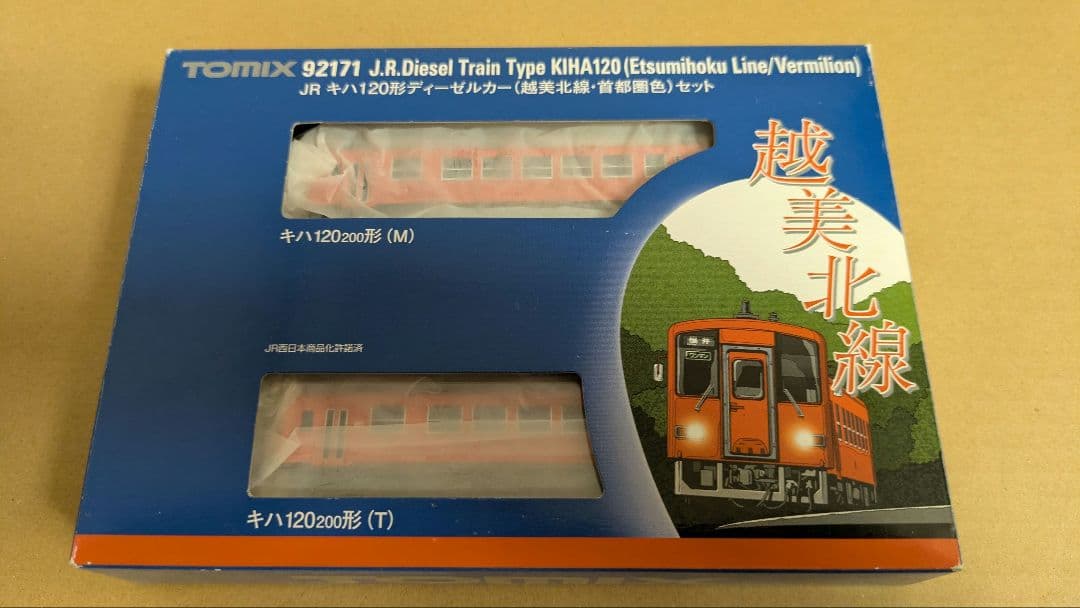 TOMIX 92171 J.R.Diesel Train Type KIHA120 (Etsumihoku Line/Vermilion)
JR キハ120形ディーゼルカー(越美北線・首都圏色)セット
越美北線
キハ120200形(M)
JR西日本商品化許諾済
福井
ワンマン
キハ120200形(T)
TOMIX